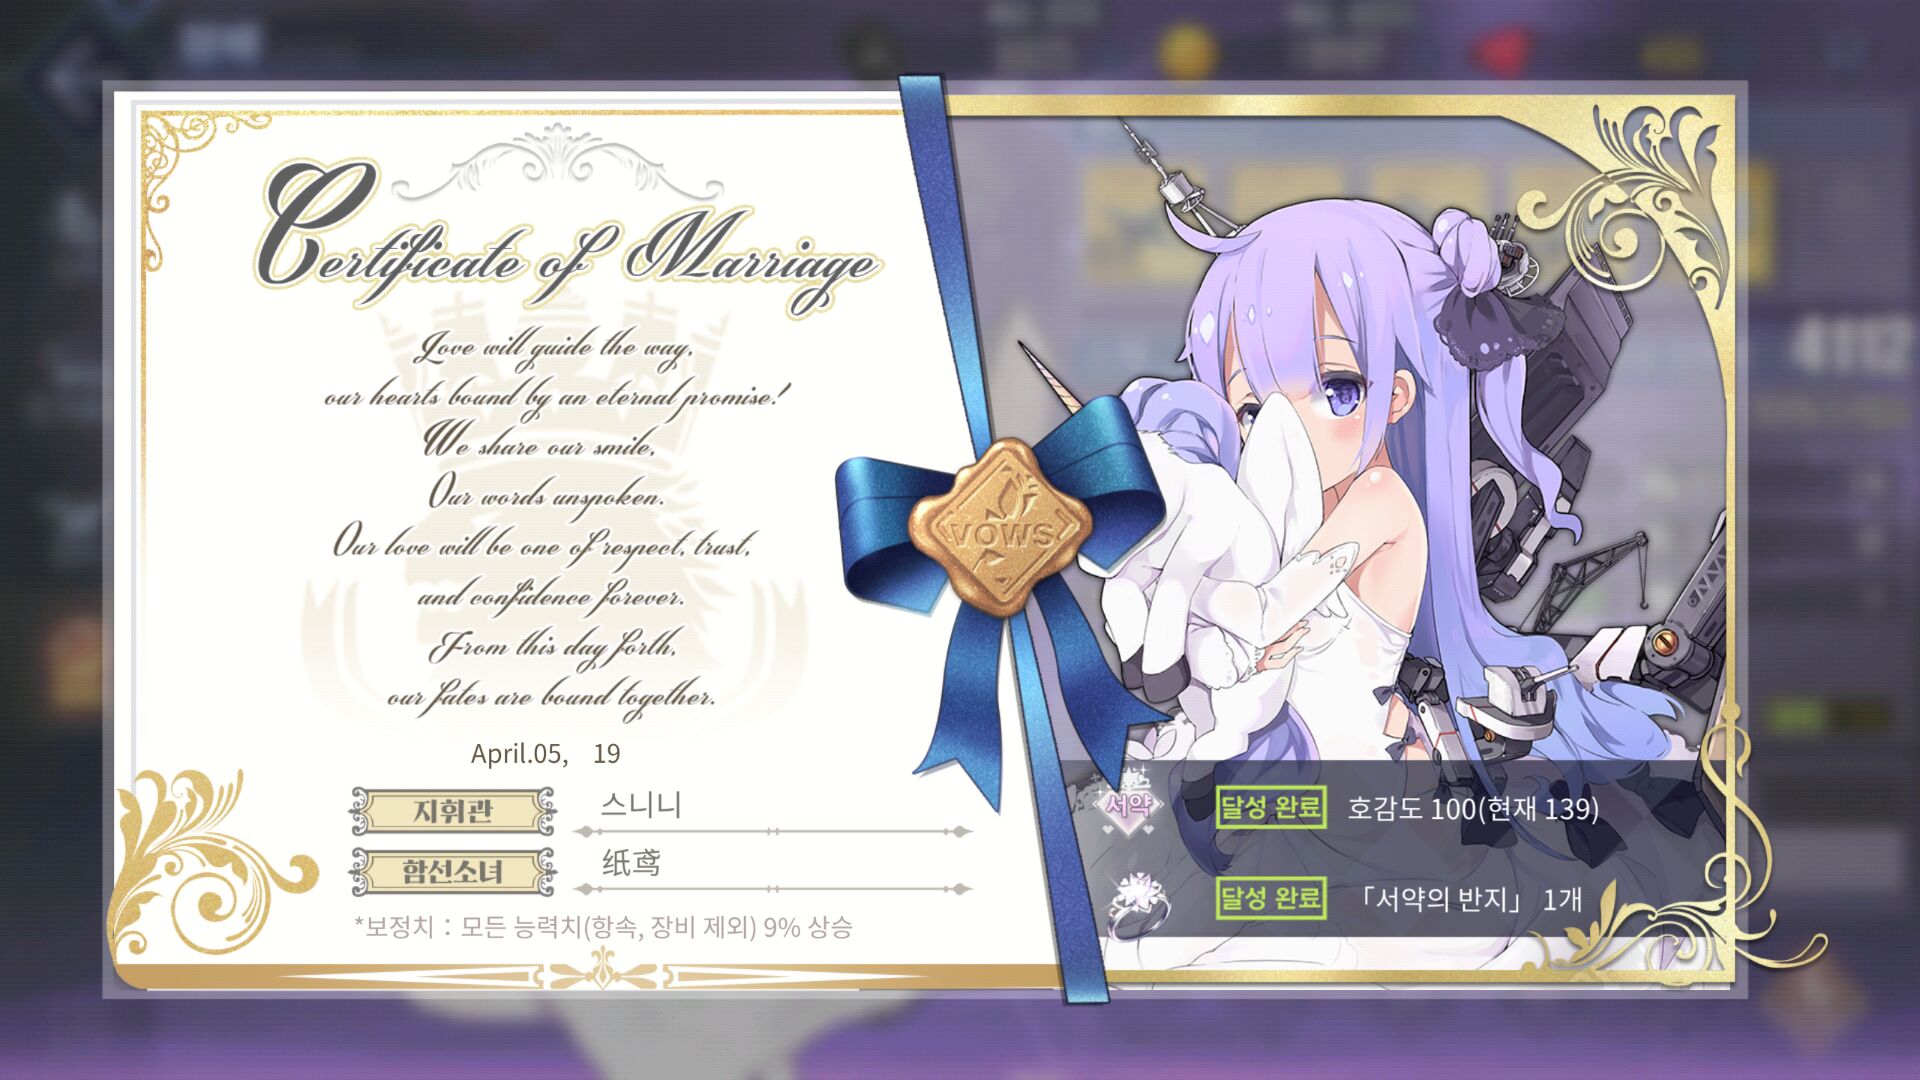 Certificate of Marriage
Love will guide the way,
our hearts bound by an eternal promise!
We share our smile,
Our words unspoken.
Our love will be one of respect, trust,
and confidence forever.
From this day forth,
our fates are bound together.
April.05, 19
지휘관 스니니
함선소녀 纸鸢
*보정치 : 모든 능력치(항속, 장비 제외) 9% 상승
VOWS
서약 달성 완료 호감도 100(현재 139)
달성 완료 「서약의 반지」 1개
4112